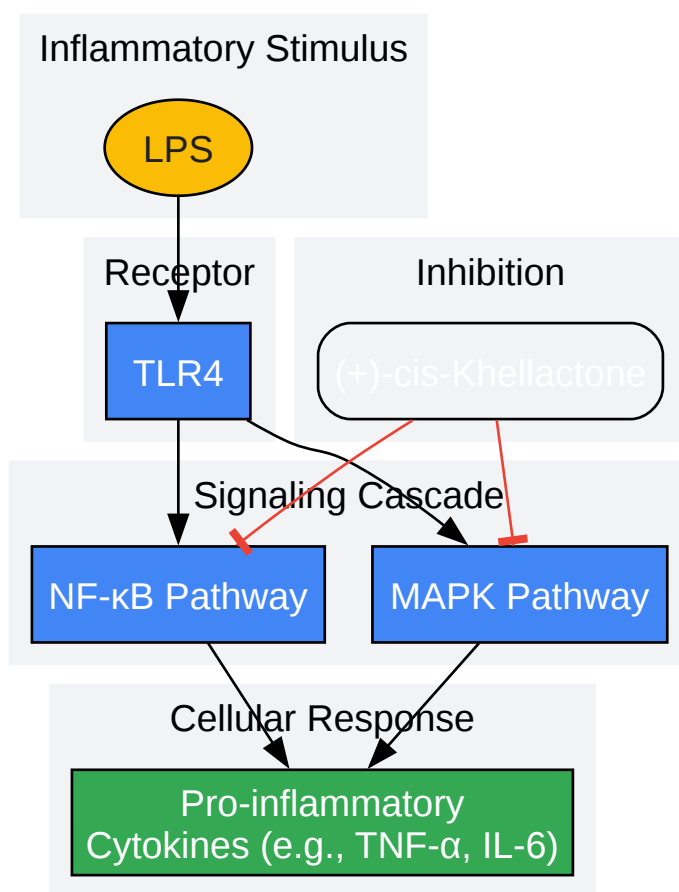 Inflammatory Stimulus
LPS
Receptor
Inhibition
TLR4
(+)-cis-Khellactone
Signaling Cascade
NF-κB Pathway
MAPK Pathway
Cellular Response
Pro-inflammatory
Cytokines (e.g., TNF-α, IL-6)